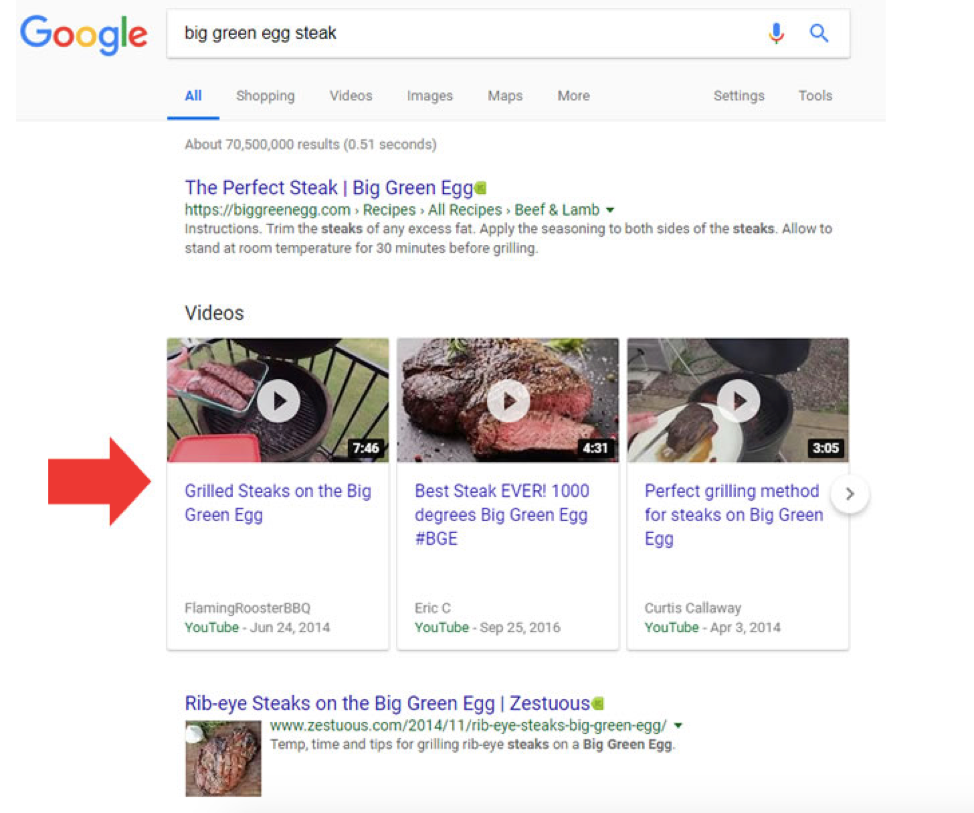 Google
big green egg steak
All Shopping Videos Images Maps More Settings Tools
About 70,500,000 results (0.51 seconds)
The Perfect Steak | Big Green Egg
https://biggreenegg.com › Recipes › All Recipes › Beef & Lamb
Instructions. Trim the steaks of any excess fat. Apply the seasoning to both sides of the steaks. Allow to
stand at room temperature for 30 minutes before grilling.
Videos
7:46
Grilled Steaks on the Big
Green Egg
FlamingRoosterBBQ
YouTube - Jun 24, 2014
4:31
Best Steak EVER! 1000
degrees Big Green Egg
#BGE
Eric C
YouTube - Sep 25, 2016
3:05
Perfect grilling method
for steaks on Big Green
Egg
Curtis Callaway
YouTube - Apr 3, 2014
Rib-eye Steaks on the Big Green Egg | Zestuous
www.zestuous.com/2014/11/rib-eye-steaks-big-green-egg/
Temp, time and tips for grilling rib-eye steaks on a Big Green Egg.